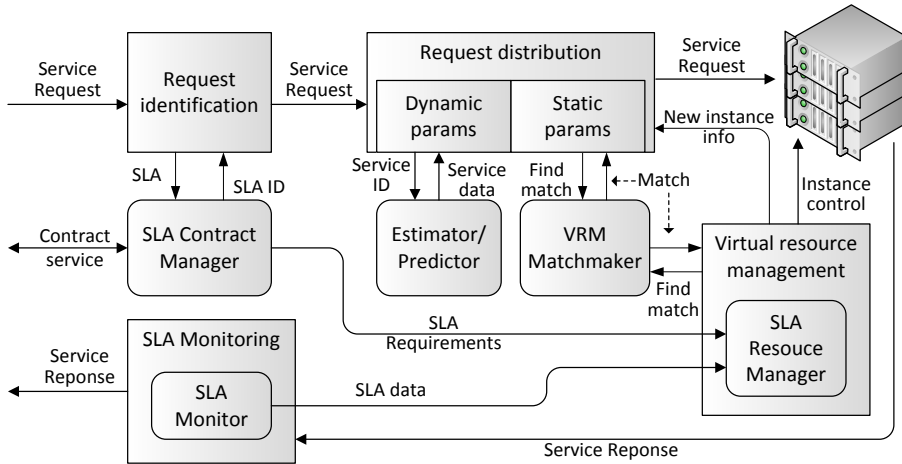 Service
Request
Request
identification
Service
Request
Request distribution
Dynamic
params
Static
params
Service
Request
New instance
info
SLA
SLA ID
Service
ID
Service
data
Find
match
Match
Instance
control
Contract
service
SLA Contract
Manager
Estimator/
Predictor
VRM
Matchmaker
Find
match
Virtual resource
management
SLA
Requirements
SLA
Resouce
Manager
SLA Monitoring
Service
Reponse
SLA
Monitor
SLA data
Service Reponse